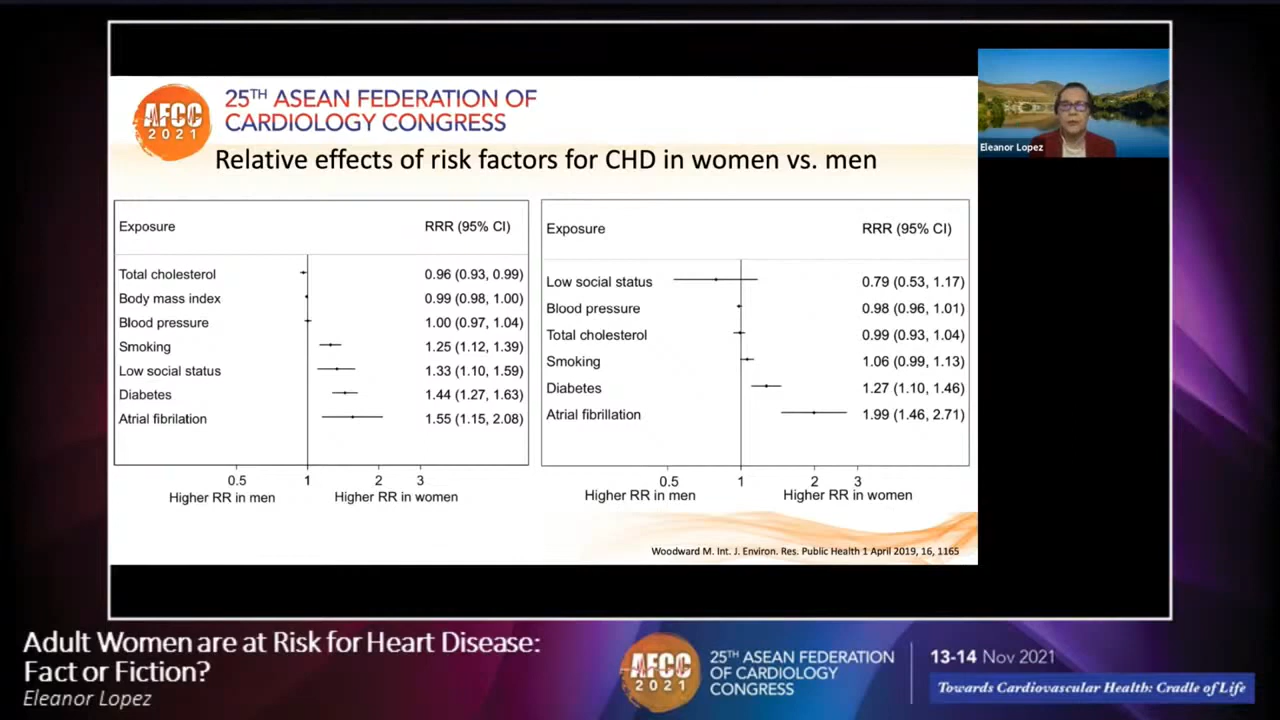 AFCC
2021
25TH ASEAN FEDERATION OF
CARDIOLOGY CONGRESS
Relative effects of risk factors for CHD in women vs. men
Eleanor Lopez
Exposure RRR (95% CI)
Total cholesterol 0.96 (0.93, 0.99)
Body mass index 0.99 (0.98, 1.00)
Blood pressure 1.00 (0.97, 1.04)
Smoking 1.25 (1.12, 1.39)
Low social status 1.33 (1.10, 1.59)
Diabetes 1.44 (1.27, 1.63)
Atrial fibrilation 1.55 (1.15, 2.08)
0.5 1 2 3
Higher RR in men Higher RR in women
Exposure RRR (95% CI)
Low social status 0.79 (0.53, 1.17)
Blood pressure 0.98 (0.96, 1.01)
Total cholesterol 0.99 (0.93, 1.04)
Smoking 1.06 (0.99, 1.13)
Diabetes 1.27 (1.10, 1.46)
Atrial fibrillation 1.99 (1.46, 2.71)
0.5 1 2 3
Higher RR in men Higher RR in women
Woodward M. Int. J. Environ. Res. Public Health 1 April 2019, 16, 1165
Adult Women are at Risk for Heart Disease:
Fact or Fiction?
Eleanor Lopez
AFCC
2021
25TH ASEAN FEDERATION
OF CARDIOLOGY
CONGRESS
13-14 Nov 2021
Towards Cardiovascular Health: Cradle of Life